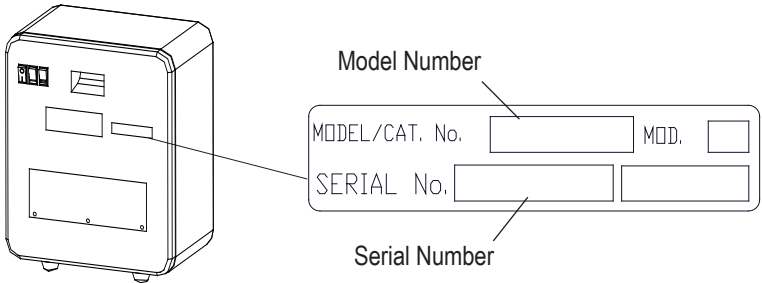 Model Number
MODEL/CAT. No. MOD.
SERIAL No.
Serial Number